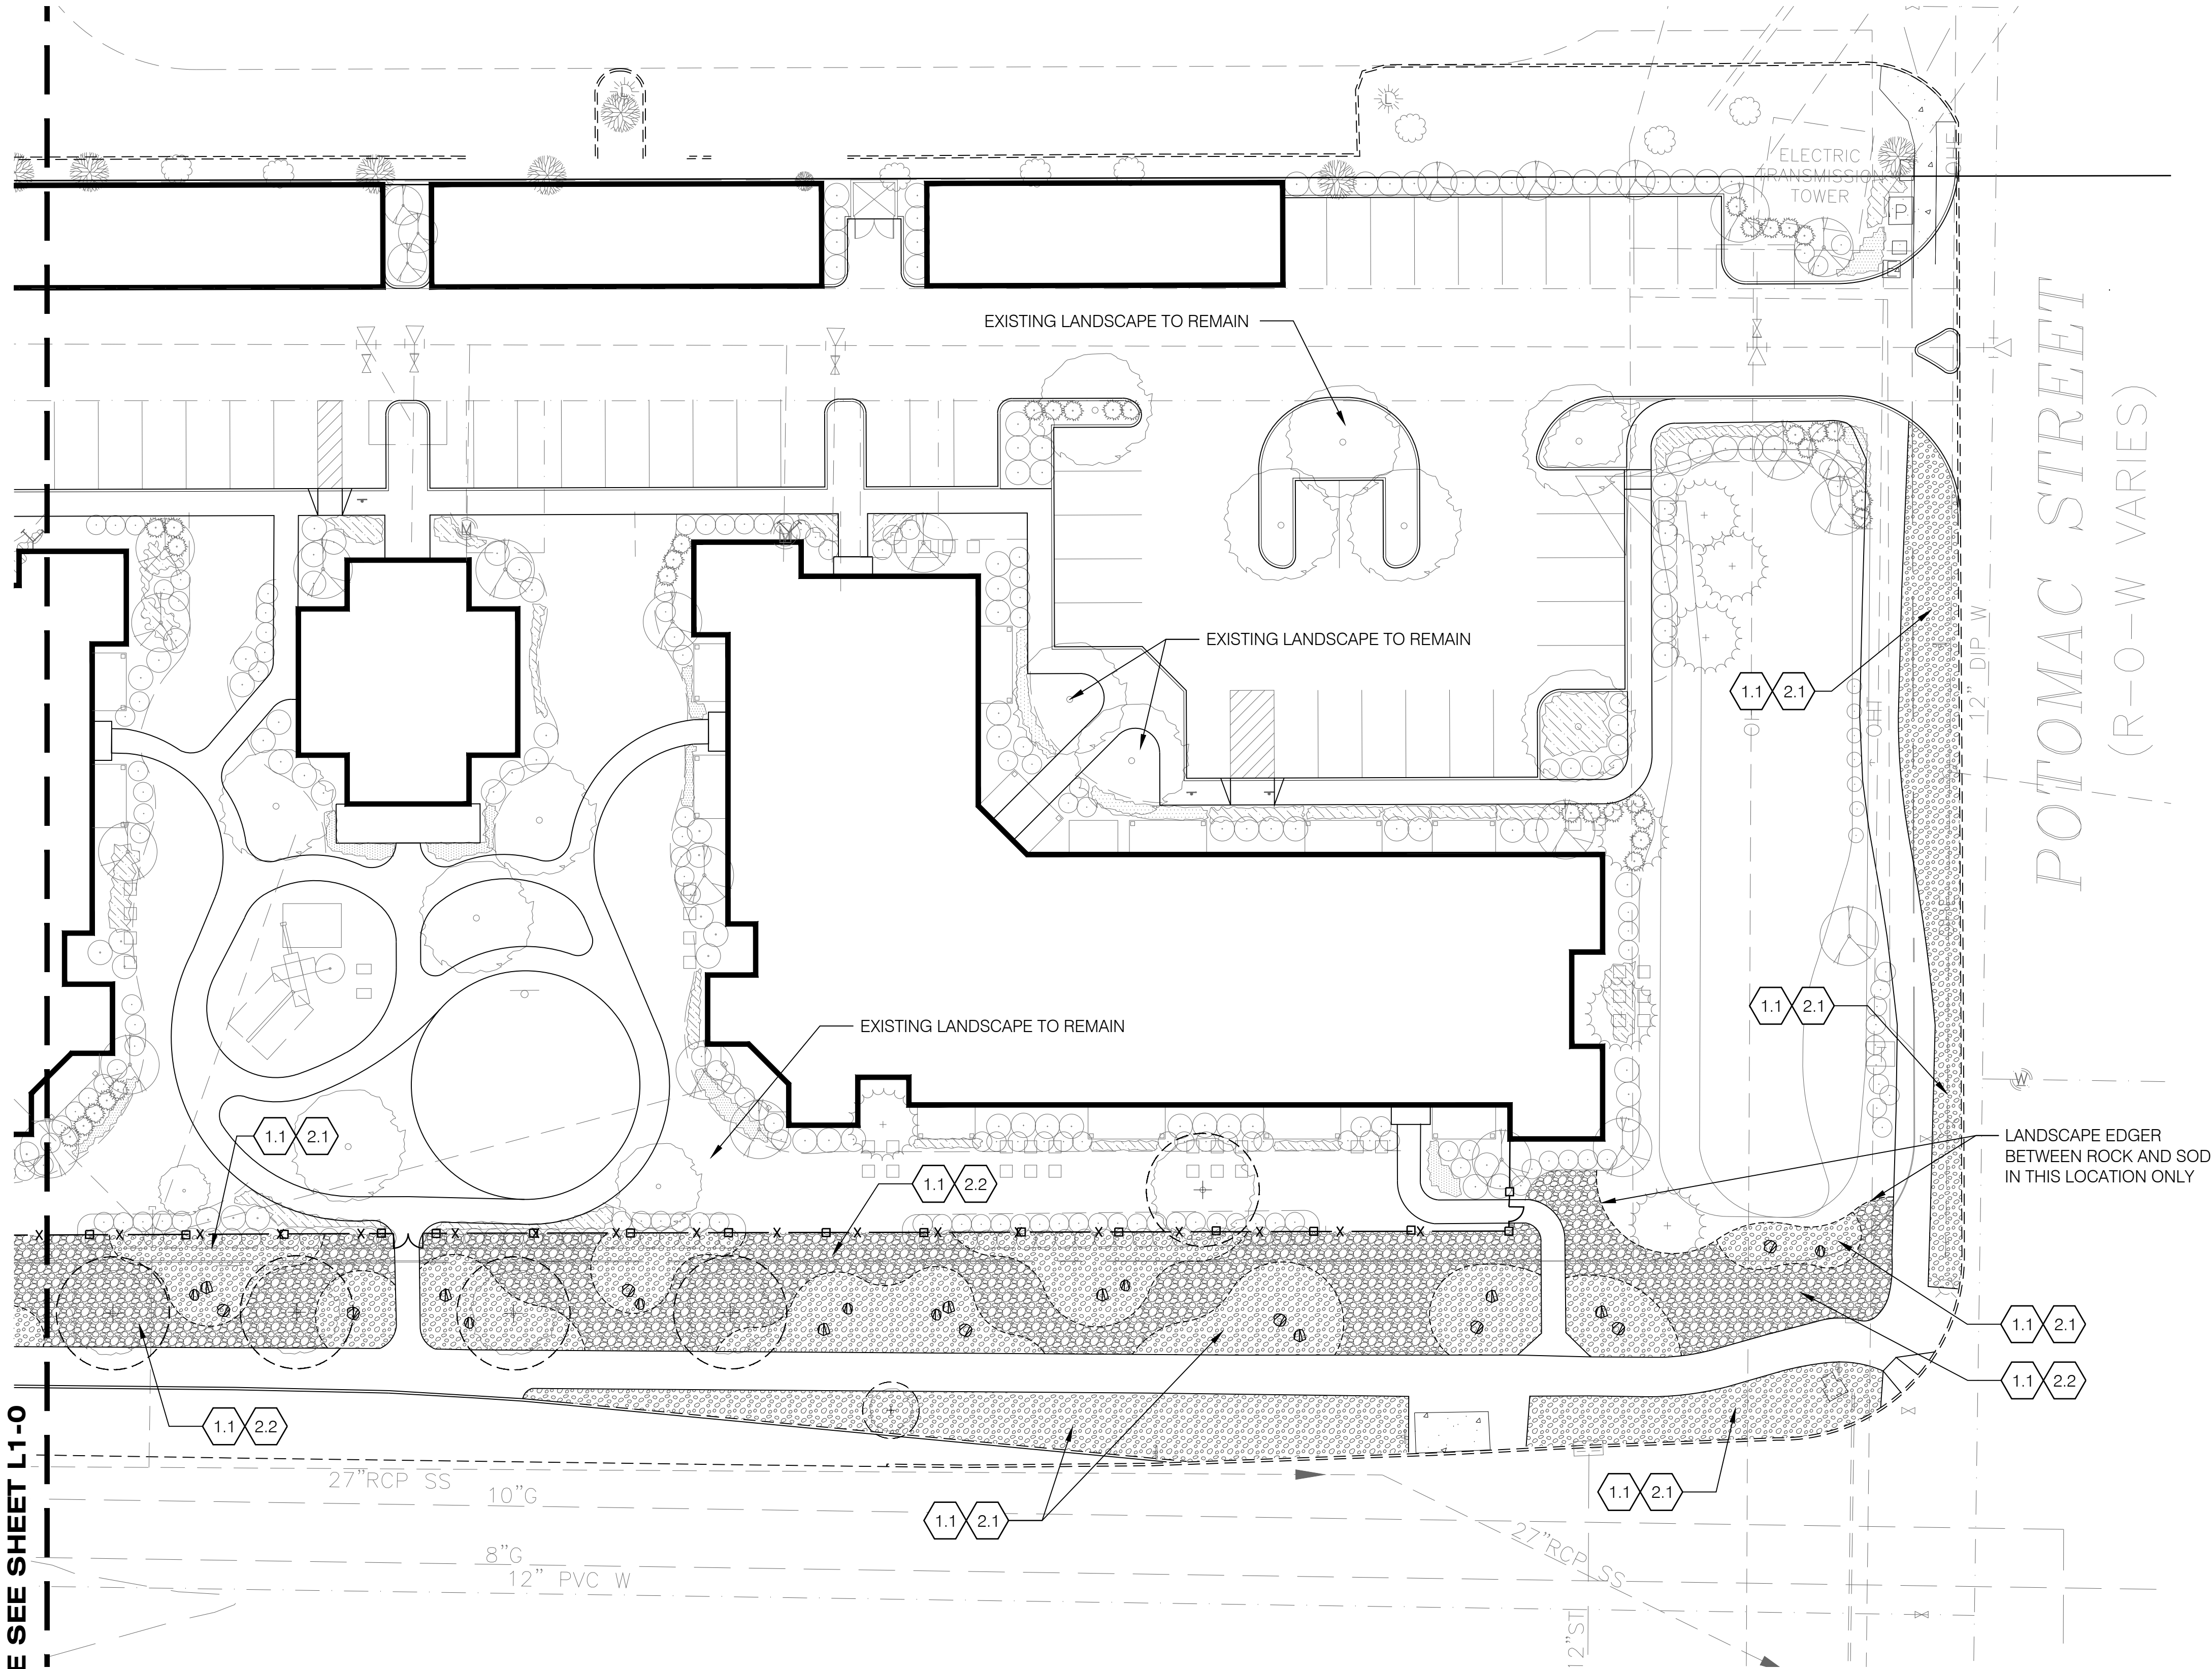 L
L
ELECTRIC
TRANSMISSION
TOWER
P
E
EXISTING LANDSCAPE TO REMAIN
POTOMAC STREET
(R-O-W VARIES)
M
M
EXISTING LANDSCAPE TO REMAIN
12" DIP W
1.1 2.1
OHT
1.1 2.1
EXISTING LANDSCAPE TO REMAIN
W
LANDSCAPE EDGER
BETWEEN ROCK AND SOD
IN THIS LOCATION ONLY
1.1 2.1
1.1 2.2
X X X X X X X X X X X X X X X X X X
1.1 2.1
1.1 2.2
1.1 2.2
1.1 2.1
1.1 2.1
27"RCP SS
10"G
8"G
12" PVC W
27"RCP SS
12"ST
E SEE SHEET L1-0